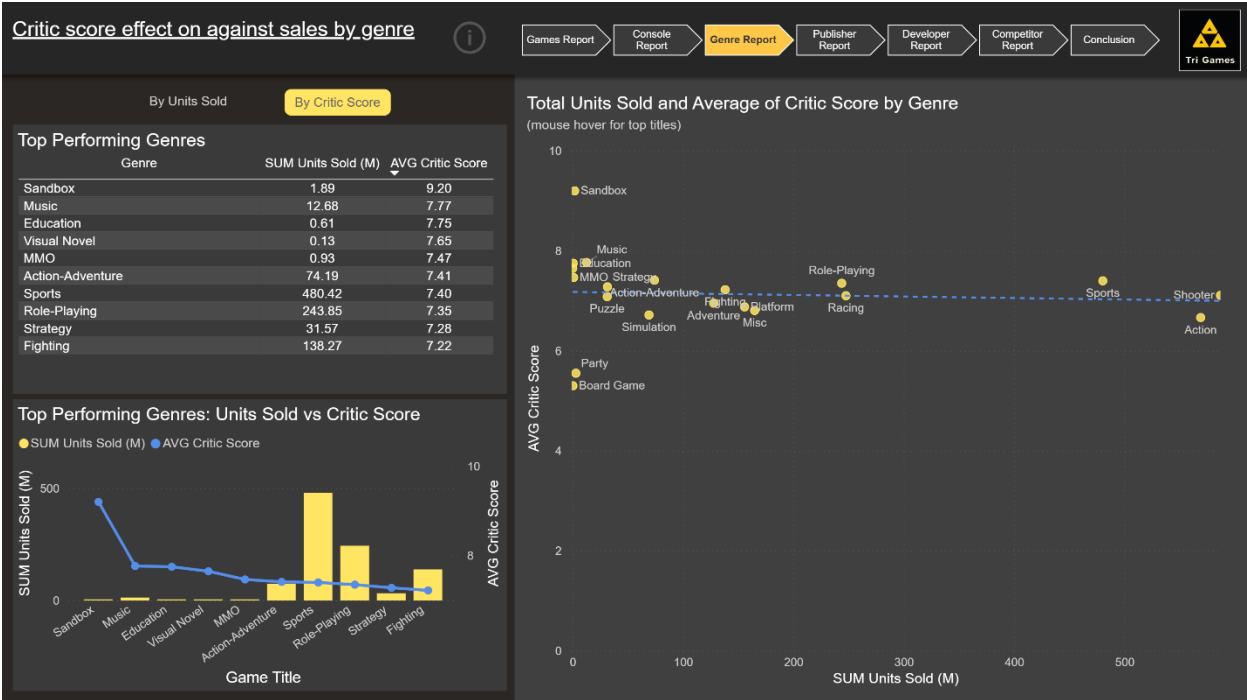 Critic score effect on against sales by genre
i
Games Report
Console
Report
Genre Report
Publisher
Report
Developer
Report
Competitor
Report
Conclusion
Tri Games
By Units Sold
By Critic Score
Top Performing Genres
Genre SUM Units Sold (M) AVG Critic Score
Sandbox 1.89 9.20
Music 12.68 7.77
Education 0.61 7.75
Visual Novel 0.13 7.65
MMO 0.93 7.47
Action-Adventure 74.19 7.41
Sports 480.42 7.40
Role-Playing 243.85 7.35
Strategy 31.57 7.28
Fighting 138.27 7.22
Top Performing Genres: Units Sold vs Critic Score
SUM Units Sold (M) AVG Critic Score
SUM Units Sold (M)
500
0
10
8
AVG Critic Score
Sandbox
Music
Education
Visual Novel
MMO
Action-Adventure
Sports
Role-Playing
Strategy
Fighting
Game Title
Total Units Sold and Average of Critic Score by Genre
(mouse hover for top titles)
AVG Critic Score
10
8
6
4
2
0
Sandbox
Music
Education
MMO
Strategy
Action-Adventure
Puzzle
Simulation
Fighting
Adventure
Platform
Misc
Role-Playing
Racing
Sports
Shooter
Action
Party
Board Game
0 100 200 300 400 500
SUM Units Sold (M)